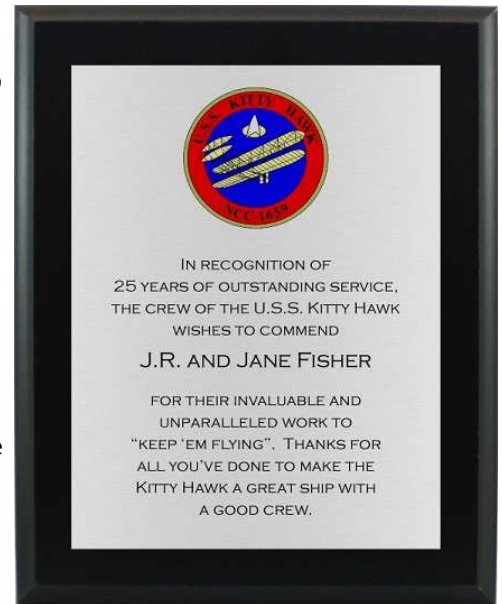 U.S.S. KITTY HAWK
NCC-1659
IN RECOGNITION OF
25 YEARS OF OUTSTANDING SERVICE,
THE CREW OF THE U.S.S. KITTY HAWK
WISHES TO COMMEND
J.R. AND JANE FISHER
FOR THEIR INVALUABLE AND
UNPARALLELED WORK TO
“KEEP ‘EM FLYING”. THANKS FOR
ALL YOU’VE DONE TO MAKE THE
KITTY HAWK A GREAT SHIP WITH
A GOOD CREW.